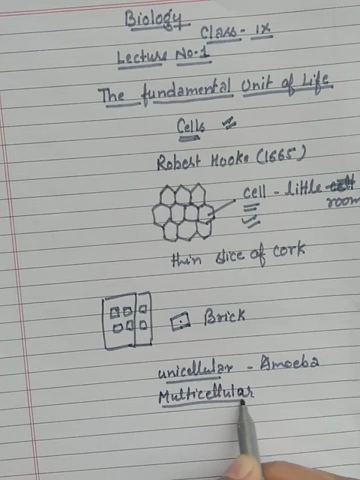 Biology
Class - IX
Lecture No.1
The fundamental Unit of Life
Cells
Robert Hooke (1665)
cell - little
room
thin slice of cork
Brick
unicellular - Amoeba
Multicellular